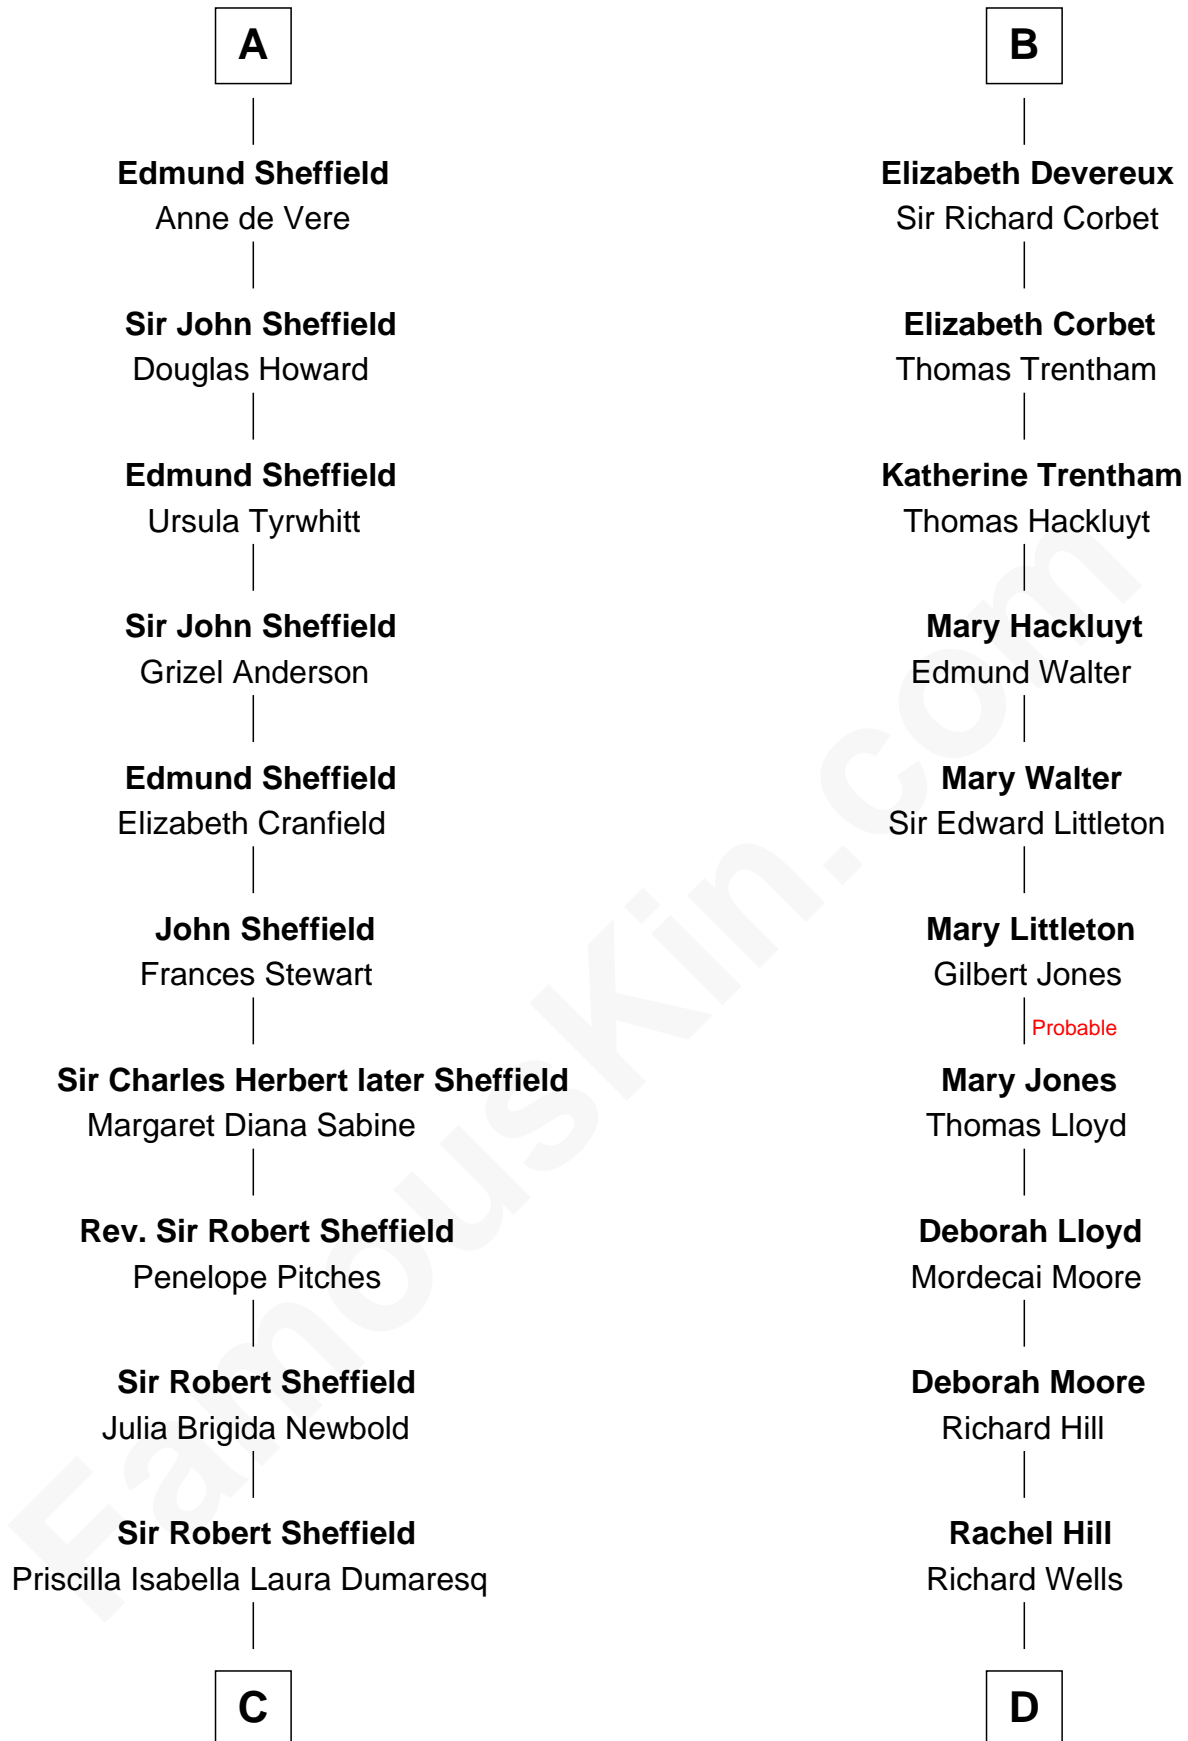 A
Edmund Sheffield
Anne de Vere
Sir John Sheffield
Douglas Howard
Edmund Sheffield
Ursula Tyrwhitt
Sir John Sheffield
Grizel Anderson
Edmund Sheffield
Elizabeth Cranfield
John Sheffield
Frances Stewart
Sir Charles Herbert later Sheffield
Margaret Diana Sabine
Rev. Sir Robert Sheffield
Penelope Pitches
Sir Robert Sheffield
Julia Brigida Newbold
Sir Robert Sheffield
Priscilla Isabella Laura Dumaresq
C
B
Elizabeth Devereux
Sir Richard Corbet
Elizabeth Corbet
Thomas Trentham
Katherine Trentham
Thomas Hackluyt
Mary Hackluyt
Edmund Walter
Mary Walter
Sir Edward Littleton
Mary Littleton
Gilbert Jones
Probable
Mary Jones
Thomas Lloyd
Deborah Lloyd
Mordecai Moore
Deborah Moore
Richard Hill
Rachel Hill
Richard Wells
D
FamousKin.com